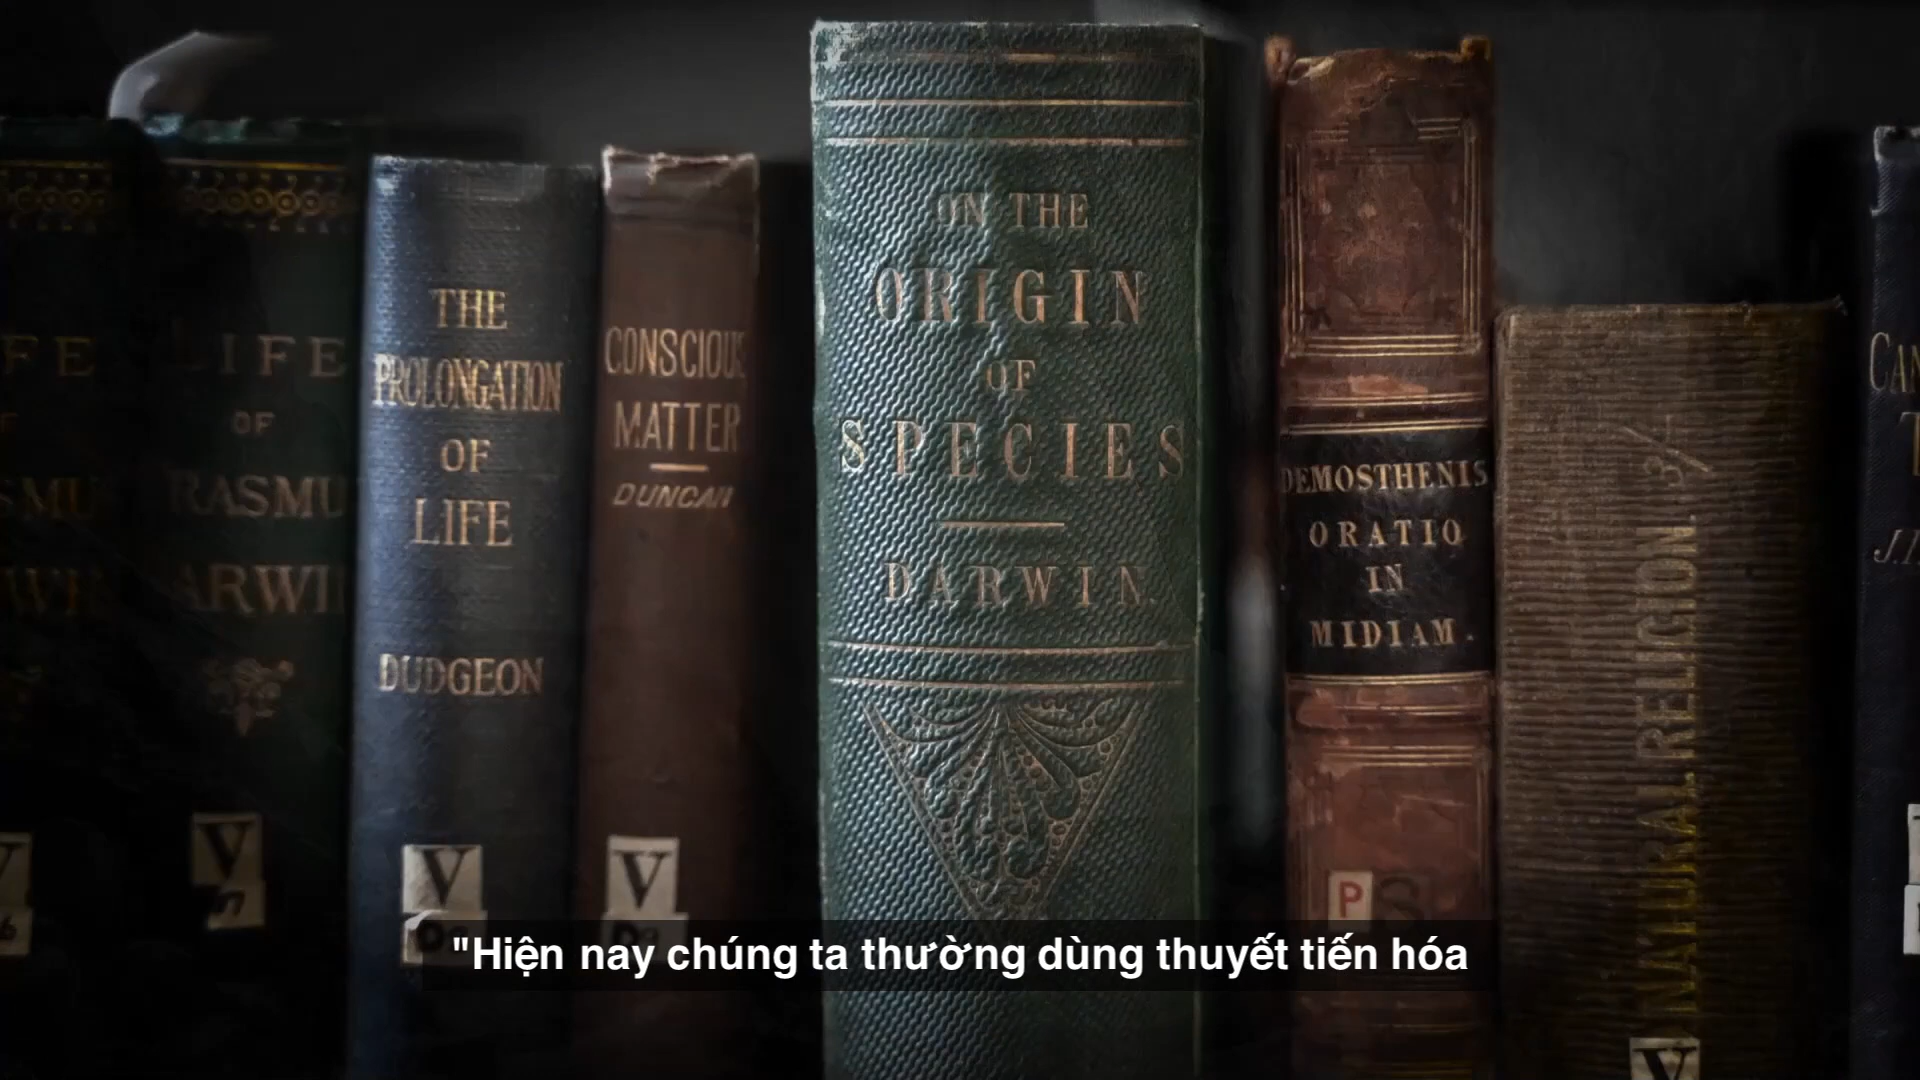 LIFE
OF
THE
PROLONGATION
OF
LIFE
DUDGEON
V
CONSCIOUS
MATTER
DUNCAN
V
ON THE
ORIGIN
OF
SPECIES
DARWIN.
DEMOSTHENIS
ORATIO
IN
MIDIAM.
P
NATURAL RELIGION.
V
V
"Hiện nay chúng ta thường dùng thuyết tiến hóa